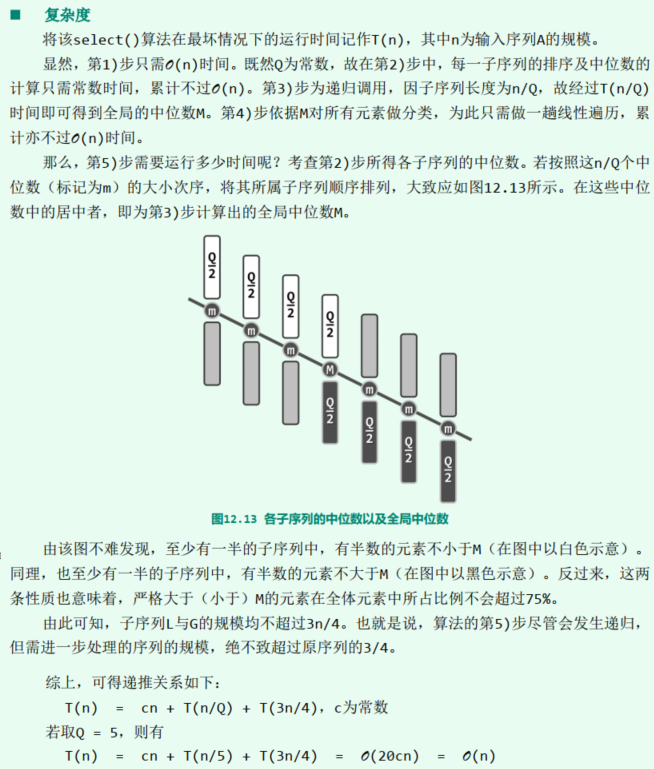 ■ 复杂度
将该select()算法在最坏情况下的运行时间记作T(n)，其中n为输入序列A的规模。
显然，第1)步只需𝒪(n)时间。既然Q为常数，故在第2)步中，每一子序列的排序及中位数的
计算只需常数时间，累计不过𝒪(n)。第3)步为递归调用，因子序列长度为n/Q，故经过T(n/Q)
时间即可得到全局的中位数M。第4)步依据M对所有元素做分类，为此只需做一趟线性遍历，累
计亦不过𝒪(n)时间。
那么，第5)步需要运行多少时间呢？考查第2)步所得各子序列的中位数。若按照这n/Q个中
位数（标记为m）的大小次序，将其所属子序列顺序排列，大致应如图12.13所示。在这些中位
数中的居中者，即为第3)步计算出的全局中位数M。
Q/2
Q/2
Q/2
Q/2
m
m
m
M
m
m
m
Q/2
Q/2
Q/2
Q/2
图12.13 各子序列的中位数以及全局中位数
由该图不难发现，至少有一半的子序列中，有半数的元素不小于M（在图中以白色示意）。
同理，也至少有一半的子序列中，有半数的元素不大于M（在图中以黑色示意）。反过来，这两
条性质也意味着，严格大于（小于）M的元素在全体元素中所占比例不会超过75%。
由此可知，子序列L与G的规模均不超过3n/4。也就是说，算法的第5)步尽管会发生递归，
但需进一步处理的序列的规模，绝不致超过原序列的3/4。
综上，可得递推关系如下：
T(n) = cn + T(n/Q) + T(3n/4)，c为常数
若取Q = 5，则有
T(n) = cn + T(n/5) + T(3n/4) = 𝒪(20cn) = 𝒪(n)